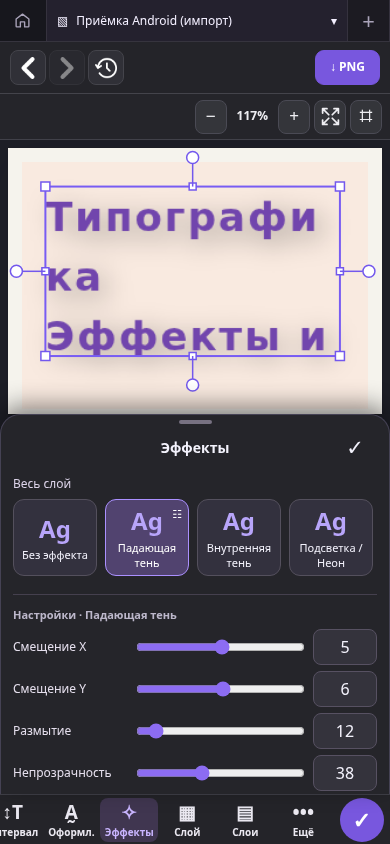 Приёмка Android (импорт)
↓ PNG
− 117% +
Типографи
ка
Эффекты и
Эффекты
Весь слой
Ag Ag Ag Ag
Без эффекта Падающая тень Внутренняя тень Подсветка / Неон
Настройки · Падающая тень
Смещение X 5
Смещение Y 6
Размытие 12
Непрозрачность 38
тервал Оформл. Эффекты Слой Слои Ещё